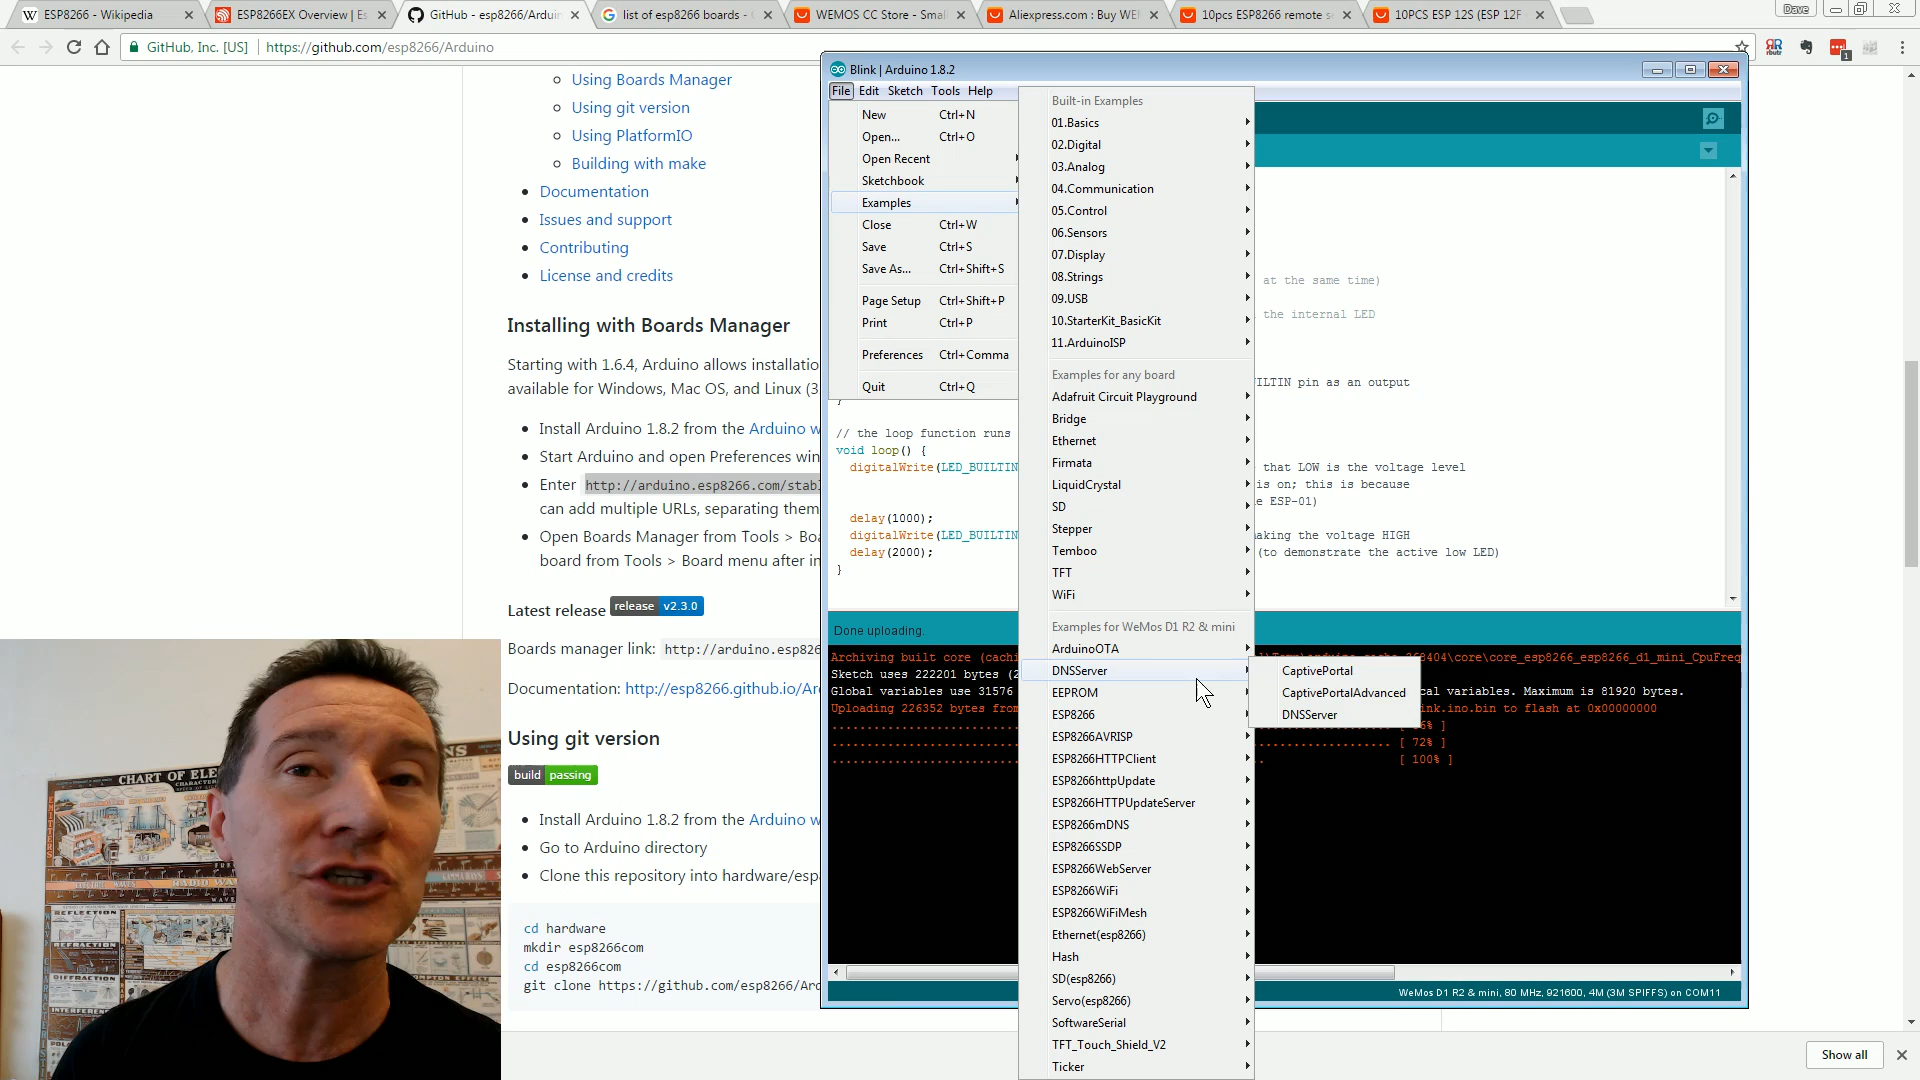 ESP8266 - Wikipedia
ESP8266EX Overview | Es
GitHub - esp8266/Arduin
list of esp8266 boards - G
WEMOS CC Store - Small
Aliexpress.com : Buy WE
10pcs ESP8266 remote se
10PCS ESP 12S (ESP 12F
Dave
GitHub, Inc. [US]
https://github.com/esp8266/Arduino
Using Boards Manager
Using git version
Using PlatformIO
Building with make
Documentation
Issues and support
Contributing
License and credits
Installing with Boards Manager
Starting with 1.6.4, Arduino allows installatio
available for Windows, Mac OS, and Linux (3
Install Arduino 1.8.2 from the Arduino w
Start Arduino and open Preferences win
Enter http://arduino.esp8266.com/stabl
can add multiple URLs, separating them
Open Boards Manager from Tools > Boa
board from Tools > Board menu after in
Latest release release v2.3.0
Boards manager link: http://arduino.esp826
Documentation: http://esp8266.github.io/Ar
Using git version
build passing
Install Arduino 1.8.2 from the Arduino w
Go to Arduino directory
Clone this repository into hardware/esp
cd hardware
mkdir esp8266com
cd esp8266com
git clone https://github.com/esp8266/Ard
Blink | Arduino 1.8.2
File Edit Sketch Tools Help
New Ctrl+N
Open... Ctrl+O
Open Recent
Sketchbook
Examples
Close Ctrl+W
Save Ctrl+S
Save As... Ctrl+Shift+S
Page Setup Ctrl+Shift+P
Print Ctrl+P
Preferences Ctrl+Comma
Quit Ctrl+Q
Built-in Examples
01.Basics
02.Digital
03.Analog
04.Communication
05.Control
06.Sensors
07.Display
08.Strings
09.USB
10.StarterKit_BasicKit
11.ArduinoISP
Examples for any board
Adafruit Circuit Playground
Bridge
Ethernet
Firmata
LiquidCrystal
SD
Stepper
Temboo
TFT
WiFi
Examples for WeMos D1 R2 & mini
ArduinoOTA
DNSServer
EEPROM
ESP8266
ESP8266AVRISP
ESP8266HTTPClient
ESP8266httpUpdate
ESP8266HTTPUpdateServer
ESP8266mDNS
ESP8266SSDP
ESP8266WebServer
ESP8266WiFi
ESP8266WiFiMesh
Ethernet(esp8266)
Hash
SD(esp8266)
Servo(esp8266)
SoftwareSerial
TFT_Touch_Shield_V2
Ticker
CaptivePortal
CaptivePortalAdvanced
DNSServer
at the same time)
the internal LED
ILTIN pin as an output
}
// the loop function runs
void loop() {
digitalWrite(LED_BUILTIN
that LOW is the voltage level
is on; this is because
e ESP-01)
delay(1000);
digitalWrite(LED_BUILTIN
aking the voltage HIGH
delay(2000);
(to demonstrate the active low LED)
}
Done uploading.
Archiving built core (cachi
268404\core\core_esp8266_esp8266_d1_mini_CpuFreq
Sketch uses 222201 bytes (2
Global variables use 31576
cal variables. Maximum is 81920 bytes.
Uploading 226352 bytes from
ink.ino.bin to flash at 0x00000000
6% ]
[ 72% ]
[ 100% ]
WeMos D1 R2 & mini, 80 MHz, 921600, 4M (3M SPIFFS) on COM11
CHART OF ELE
REFLECTION
REFRACTION
DIFFRACTION
RADIO WA
Show all